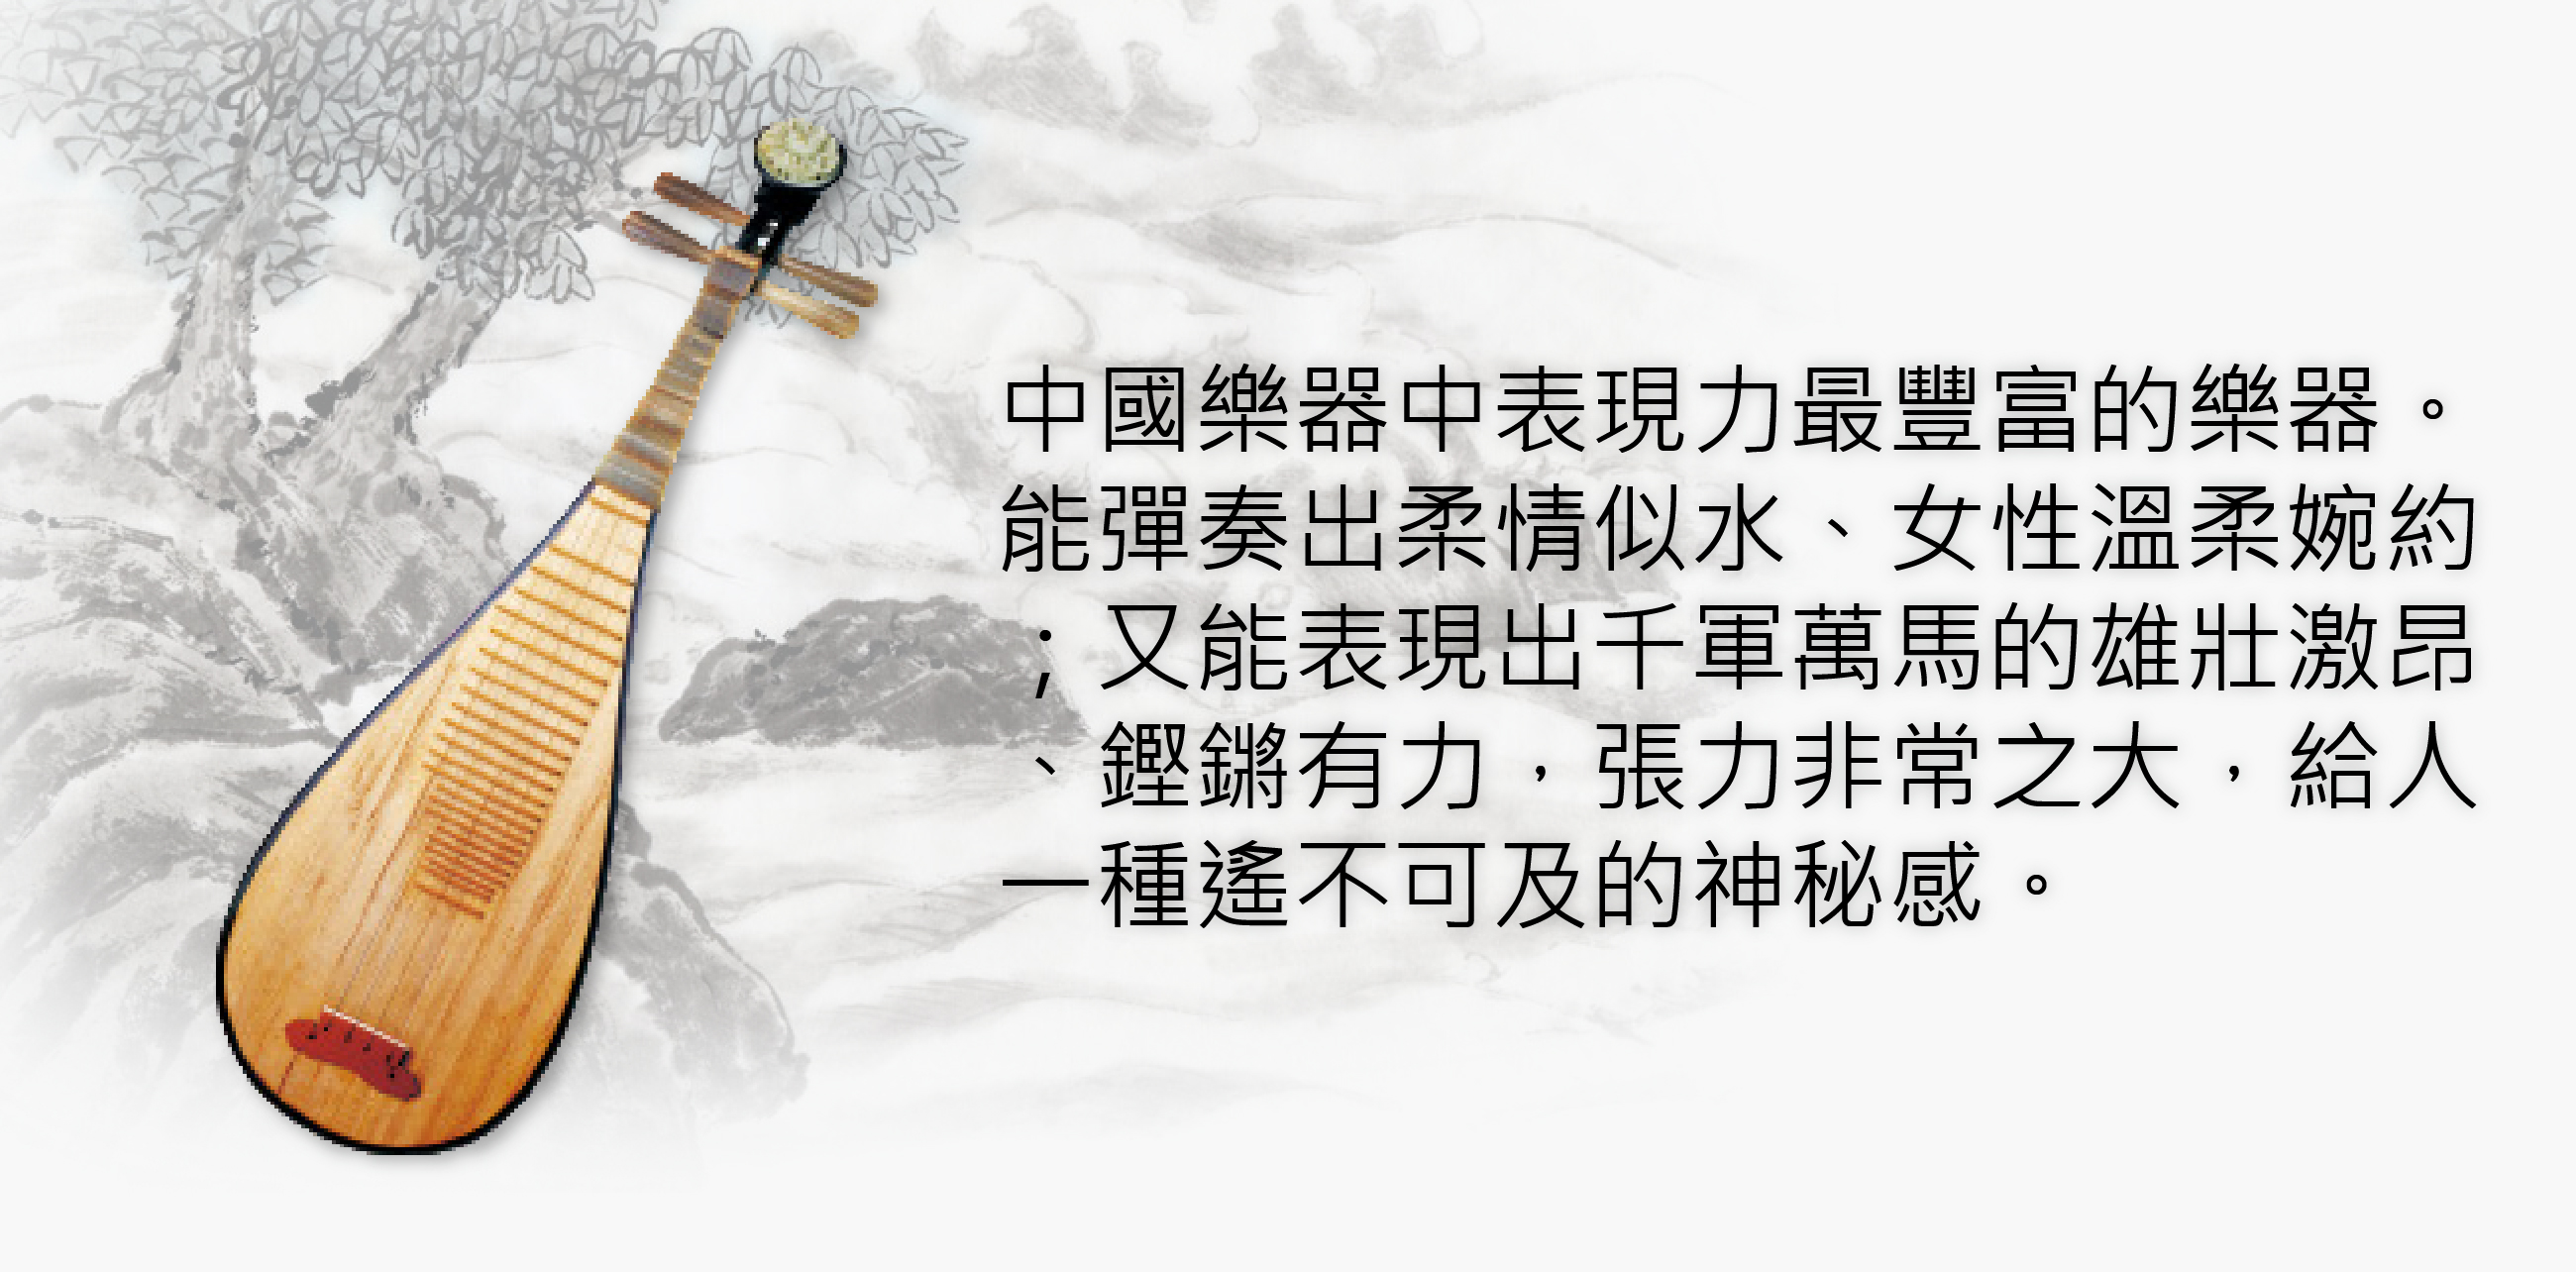 中國樂器中表現力最豐富的樂器。
能彈奏出柔情似水、女性溫柔婉約
；又能表現出千軍萬馬的雄壯激昂
、鏗鏘有力，張力非常之大，給人
一種遙不可及的神秘感。